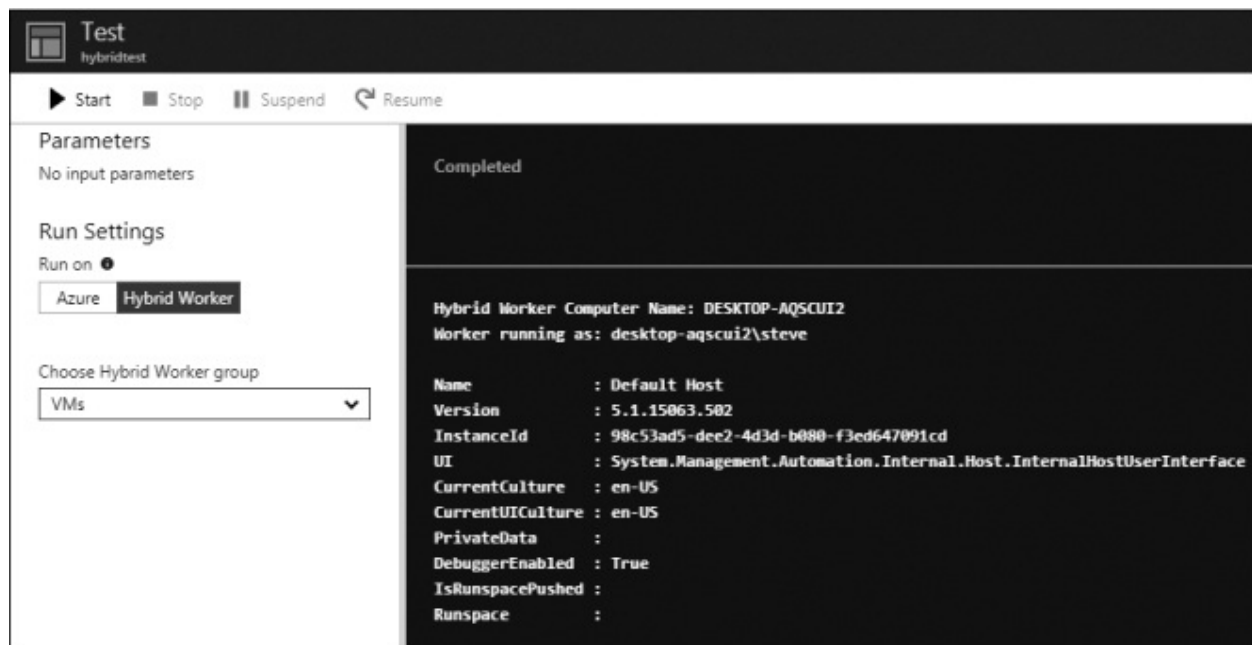 Test
hybridtest
Start Stop Suspend Resume
Parameters
No input parameters
Run Settings
Run on
Azure Hybrid Worker
Choose Hybrid Worker group
VMs
Completed
Hybrid Worker Computer Name: DESKTOP-AQSCUI2
Worker running as: desktop-aqscui2\steve
Name : Default Host
Version : 5.1.15063.502
InstanceId : 98c53ad5-dee2-4d3d-b080-f3ed647091cd
UI : System.Management.Automation.Internal.Host.InternalHostUserInterface
CurrentCulture : en-US
CurrentUICulture : en-US
PrivateData :
DebuggerEnabled : True
IsRunspacePushed :
Runspace :